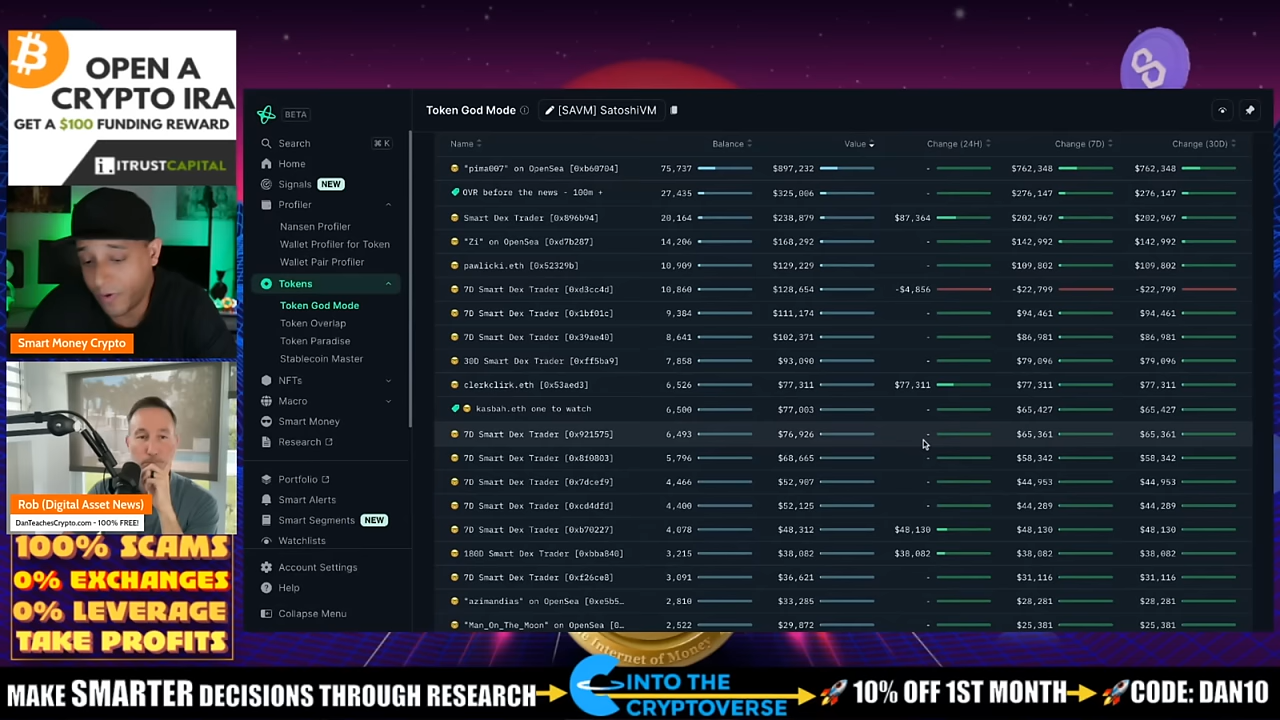 OPEN A
CRYPTO IRA
GET A $100 FUNDING REWARD
ITRUSTCAPITAL
Smart Money Crypto
Rob (Digital Asset News)
DanTeachesCrypto.com - 100% FREE!
100% SCAMS
0% EXCHANGES
0% LEVERAGE
TAKE PROFITS
BETA
Search
⌘ K
Home
Signals NEW
Profiler
Nansen Profiler
Wallet Profiler for Token
Wallet Pair Profiler
Tokens
Token God Mode
Token Overlap
Token Paradise
Stablecoin Master
NFTs
Macro
Smart Money
Research
Portfolio
Smart Alerts
Smart Segments NEW
Watchlists
Account Settings
Help
Collapse Menu
Token God Mode [SAVM] SatoshiVM
Name Balance Value Change (24H) Change (7D) Change (30D)
"pima007" on OpenSea [0xb60704] 75,737 $897,232 - $762,348 $762,348
OVR before the news - 100m + 27,435 $325,006 - $276,147 $276,147
Smart Dex Trader [0x896b94] 20,164 $238,879 $87,364 $202,967 $202,967
"Zi" on OpenSea [0xd7b287] 14,206 $168,292 - $142,992 $142,992
pawlicki.eth [0x52329b] 10,909 $129,229 - $109,802 $109,802
7D Smart Dex Trader [0xd3cc4d] 10,860 $128,654 -$4,856 -$22,799 -$22,799
7D Smart Dex Trader [0x1bf01c] 9,384 $111,174 - $94,461 $94,461
7D Smart Dex Trader [0x39ae40] 8,641 $102,371 - $86,981 $86,981
30D Smart Dex Trader [0xff5ba9] 7,858 $93,090 - $79,096 $79,096
clerkclirk.eth [0x53aed3] 6,526 $77,311 $77,311 $77,311 $77,311
kasbah.eth one to watch 6,500 $77,003 - $65,427 $65,427
7D Smart Dex Trader [0x921575] 6,493 $76,926 - $65,361 $65,361
7D Smart Dex Trader [0x8f0803] 5,796 $68,665 - $58,342 $58,342
7D Smart Dex Trader [0x7dcef9] 4,466 $52,907 - $44,953 $44,953
7D Smart Dex Trader [0xcd4dfd] 4,400 $52,125 - $44,289 $44,289
7D Smart Dex Trader [0xb70227] 4,078 $48,312 $48,130 $48,130 $48,130
180D Smart Dex Trader [0xbba840] 3,215 $38,082 $38,082 $38,082 $38,082
7D Smart Dex Trader [0xf26ce8] 3,091 $36,621 - $31,116 $31,116
"azimandias" on OpenSea [0xe5b5… 2,810 $33,285 - $28,281 $28,281
"Man_On_The_Moon" on OpenSea [0… 2,522 $29,872 - $25,381 $25,381
Internet of Money
MAKE SMARTER DECISIONS THROUGH RESEARCH
INTO THE
CRYPTOVERSE
10% OFF 1ST MONTH
CODE: DAN10